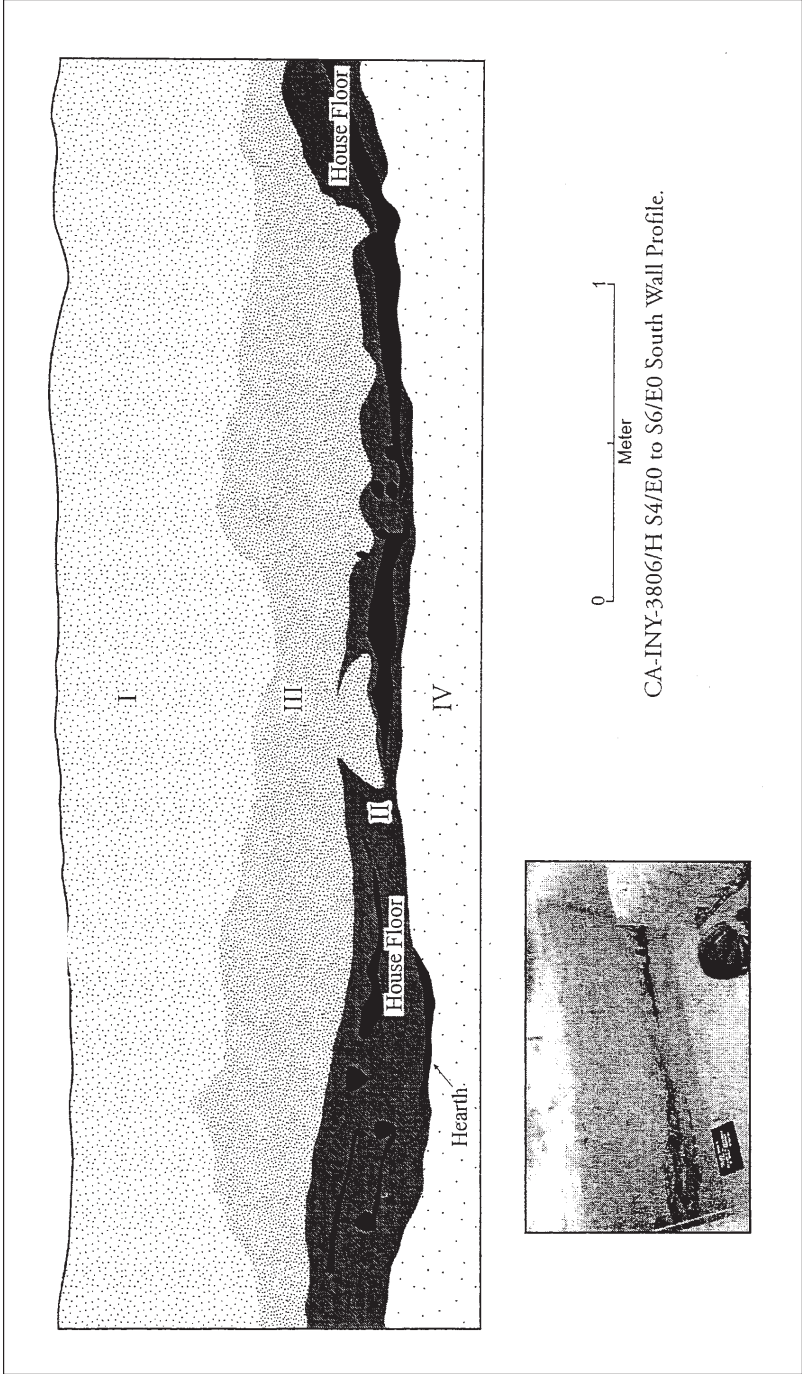 I
III
House Floor
II
House Floor
IV
Hearth
0 1
Meter
CA-INY-3806/H S4/E0 to S6/E0 South Wall Profile.